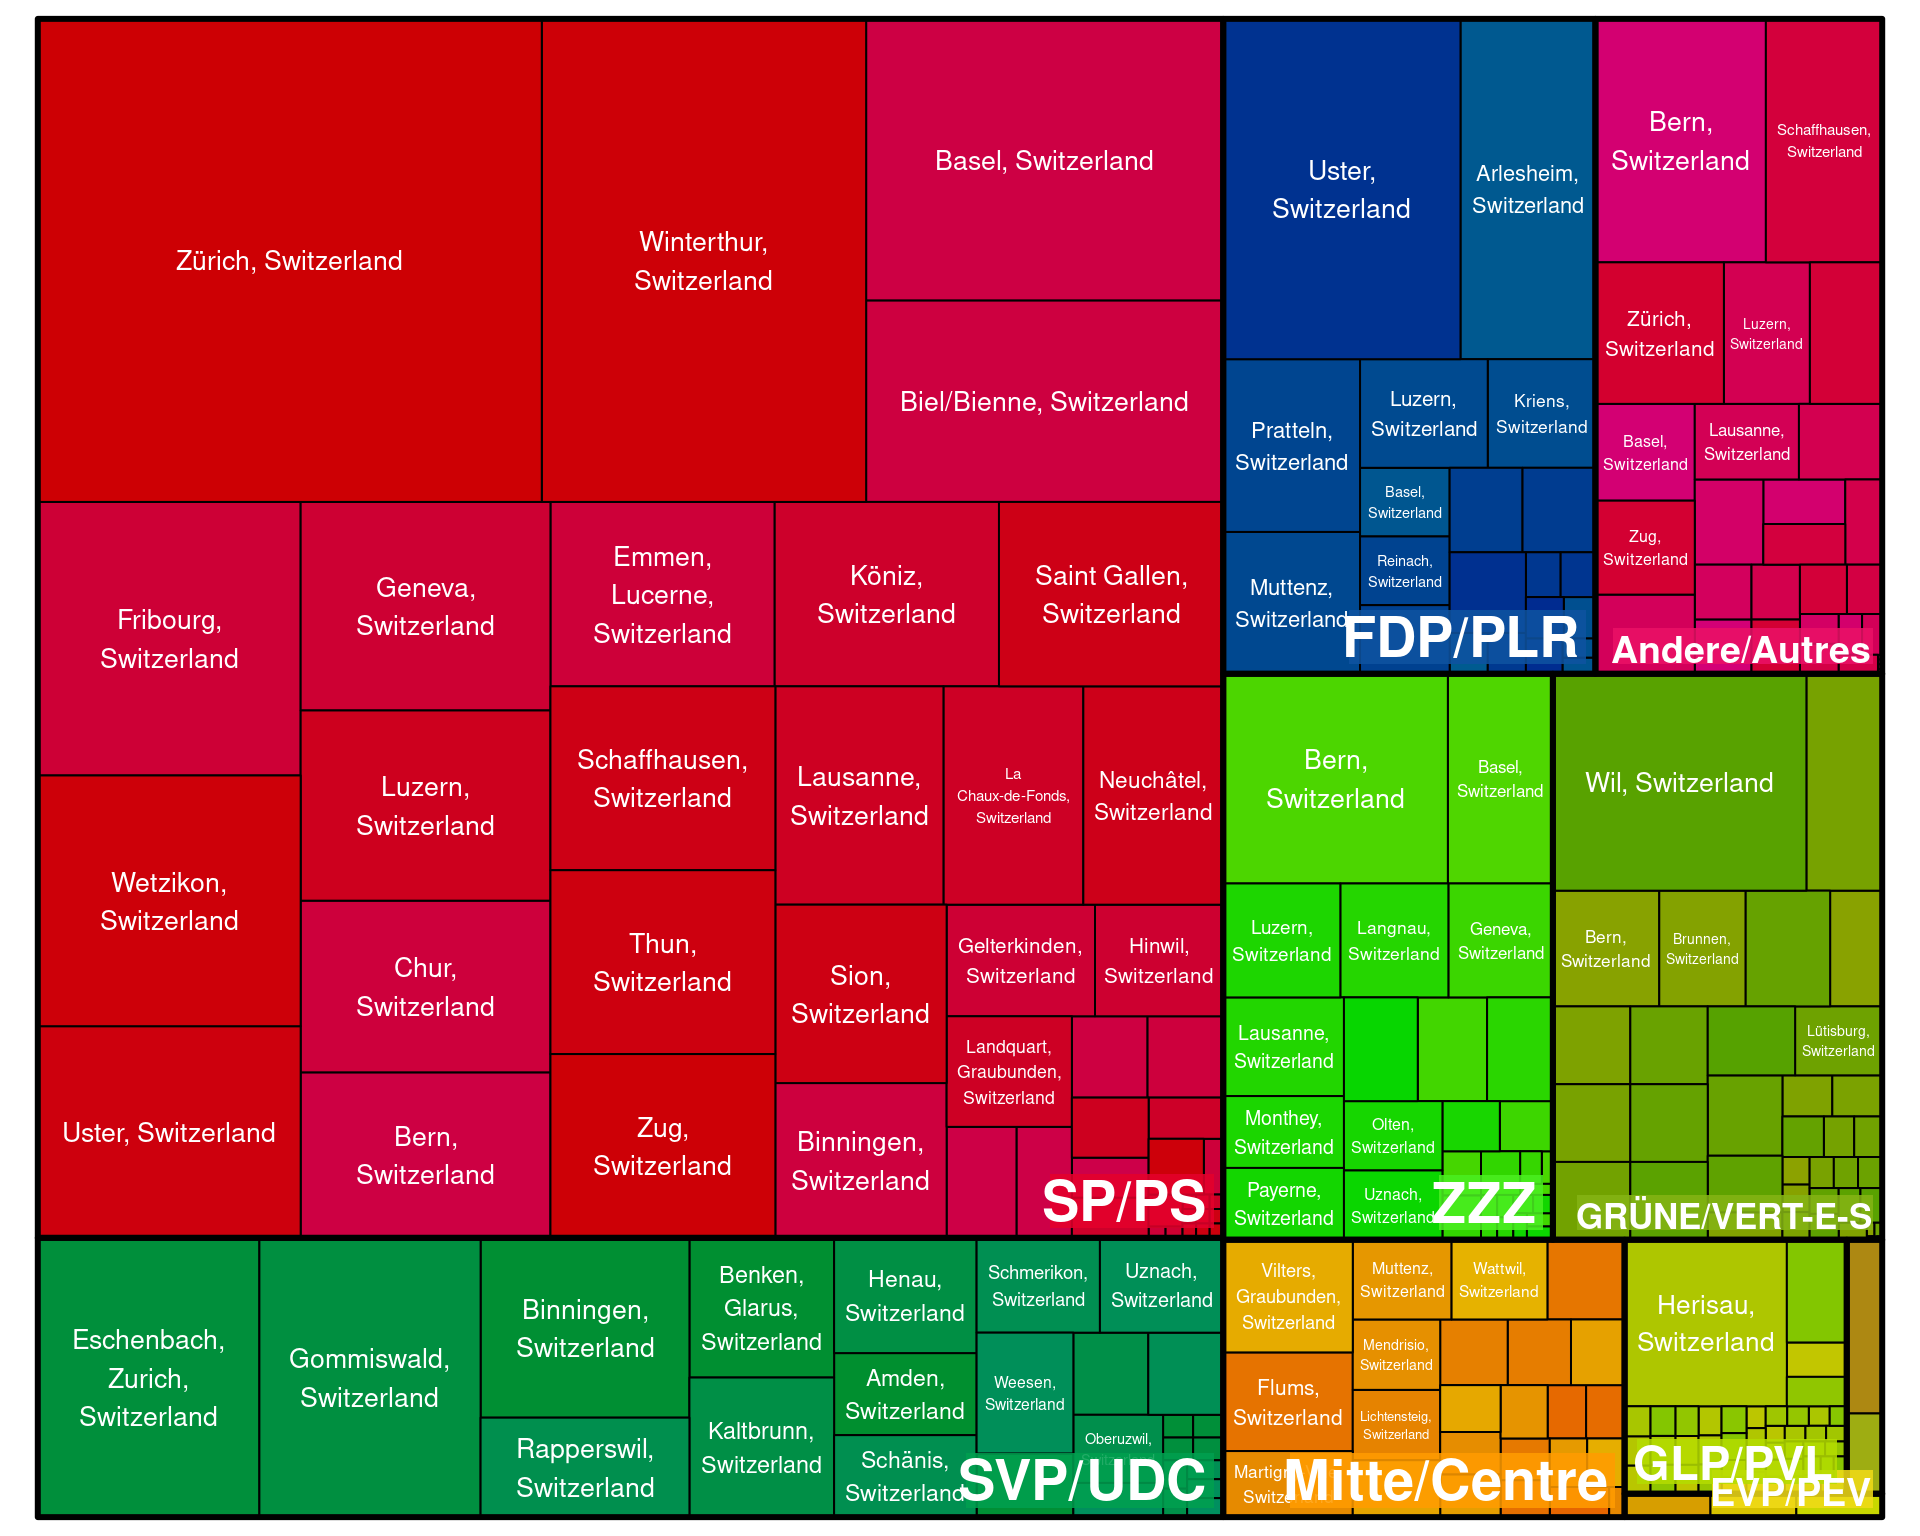 Zürich, Switzerland
Winterthur,
Switzerland
Basel, Switzerland
Biel/Bienne, Switzerland
Fribourg,
Switzerland
Geneva,
Switzerland
Emmen,
Lucerne,
Switzerland
Köniz,
Switzerland
Saint Gallen,
Switzerland
Wetzikon,
Switzerland
Luzern,
Switzerland
Schaffhausen,
Switzerland
Lausanne,
Switzerland
La
Chaux-de-Fonds,
Switzerland
Neuchâtel,
Switzerland
Chur,
Switzerland
Thun,
Switzerland
Sion,
Switzerland
Gelterkinden,
Switzerland
Hinwil,
Switzerland
Landquart,
Graubunden,
Switzerland
Uster, Switzerland
Bern,
Switzerland
Zug,
Switzerland
Binningen,
Switzerland
SP/PS
Uster,
Switzerland
Arlesheim,
Switzerland
Pratteln,
Switzerland
Luzern,
Switzerland
Kriens,
Switzerland
Basel,
Switzerland
Reinach,
Switzerland
Muttenz,
Switzerland
FDP/PLR
Bern,
Switzerland
Schaffhausen,
Switzerland
Zürich,
Switzerland
Luzern,
Switzerland
Basel,
Switzerland
Lausanne,
Switzerland
Zug,
Switzerland
Andere/Autres
Bern,
Switzerland
Basel,
Switzerland
Luzern,
Switzerland
Langnau,
Switzerland
Geneva,
Switzerland
Lausanne,
Switzerland
Monthey,
Switzerland
Olten,
Switzerland
Payerne,
Switzerland
Uznach,
Switzerland
ZZZ
Wil, Switzerland
Bern,
Switzerland
Brunnen,
Switzerland
Lütisburg,
Switzerland
GRÜNE/VERT-E-S
Eschenbach,
Zurich,
Switzerland
Gommiswald,
Switzerland
Binningen,
Switzerland
Rapperswil,
Switzerland
Benken,
Glarus,
Switzerland
Kaltbrunn,
Switzerland
Henau,
Switzerland
Amden,
Switzerland
Schänis,
Switzerland
Schmerikon,
Switzerland
Uznach,
Switzerland
Weesen,
Switzerland
Oberuzwil,
SVP/UDC
Vilters,
Graubunden,
Switzerland
Muttenz,
Switzerland
Wattwil,
Switzerland
Mendrisio,
Switzerland
Flums,
Switzerland
Lichtensteig,
Switzerland
Mitte/Centre
Herisau,
Switzerland
GLP/PVL
EVP/PEV